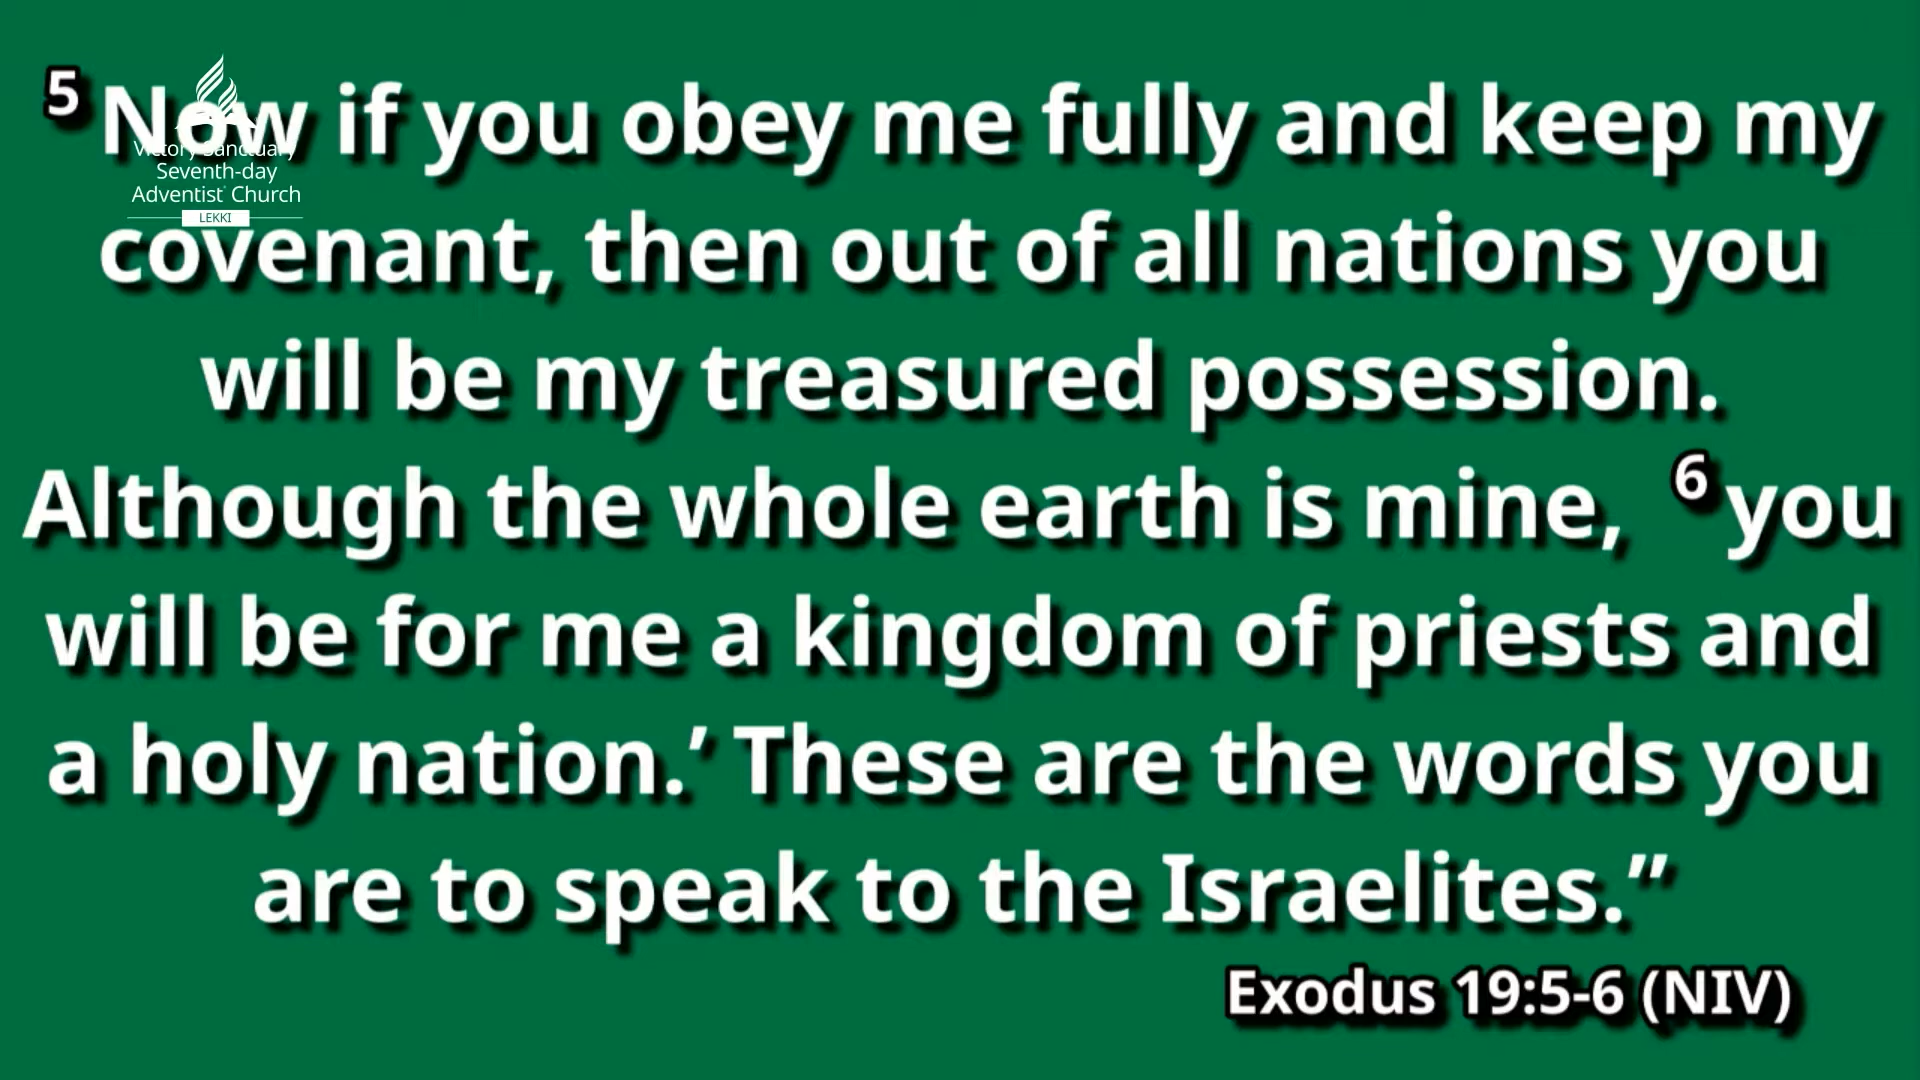 5 Now if you obey me fully and keep my
covenant, then out of all nations you
will be my treasured possession.
Although the whole earth is mine, 6 you
will be for me a kingdom of priests and
a holy nation.’ These are the words you
are to speak to the Israelites.”
Exodus 19:5-6 (NIV)
Victory Sanctuary
Seventh-day
Adventist Church
LEKKI